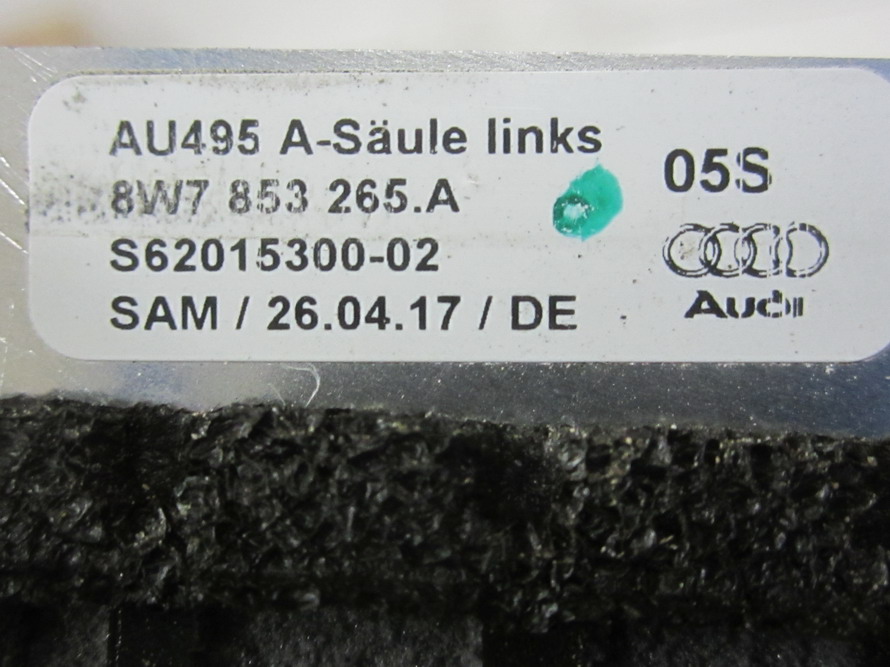 AU495 A-Säule links
8W7 853 265.A
S62015300-02
SAM / 26.04.17 / DE
05S
Audi